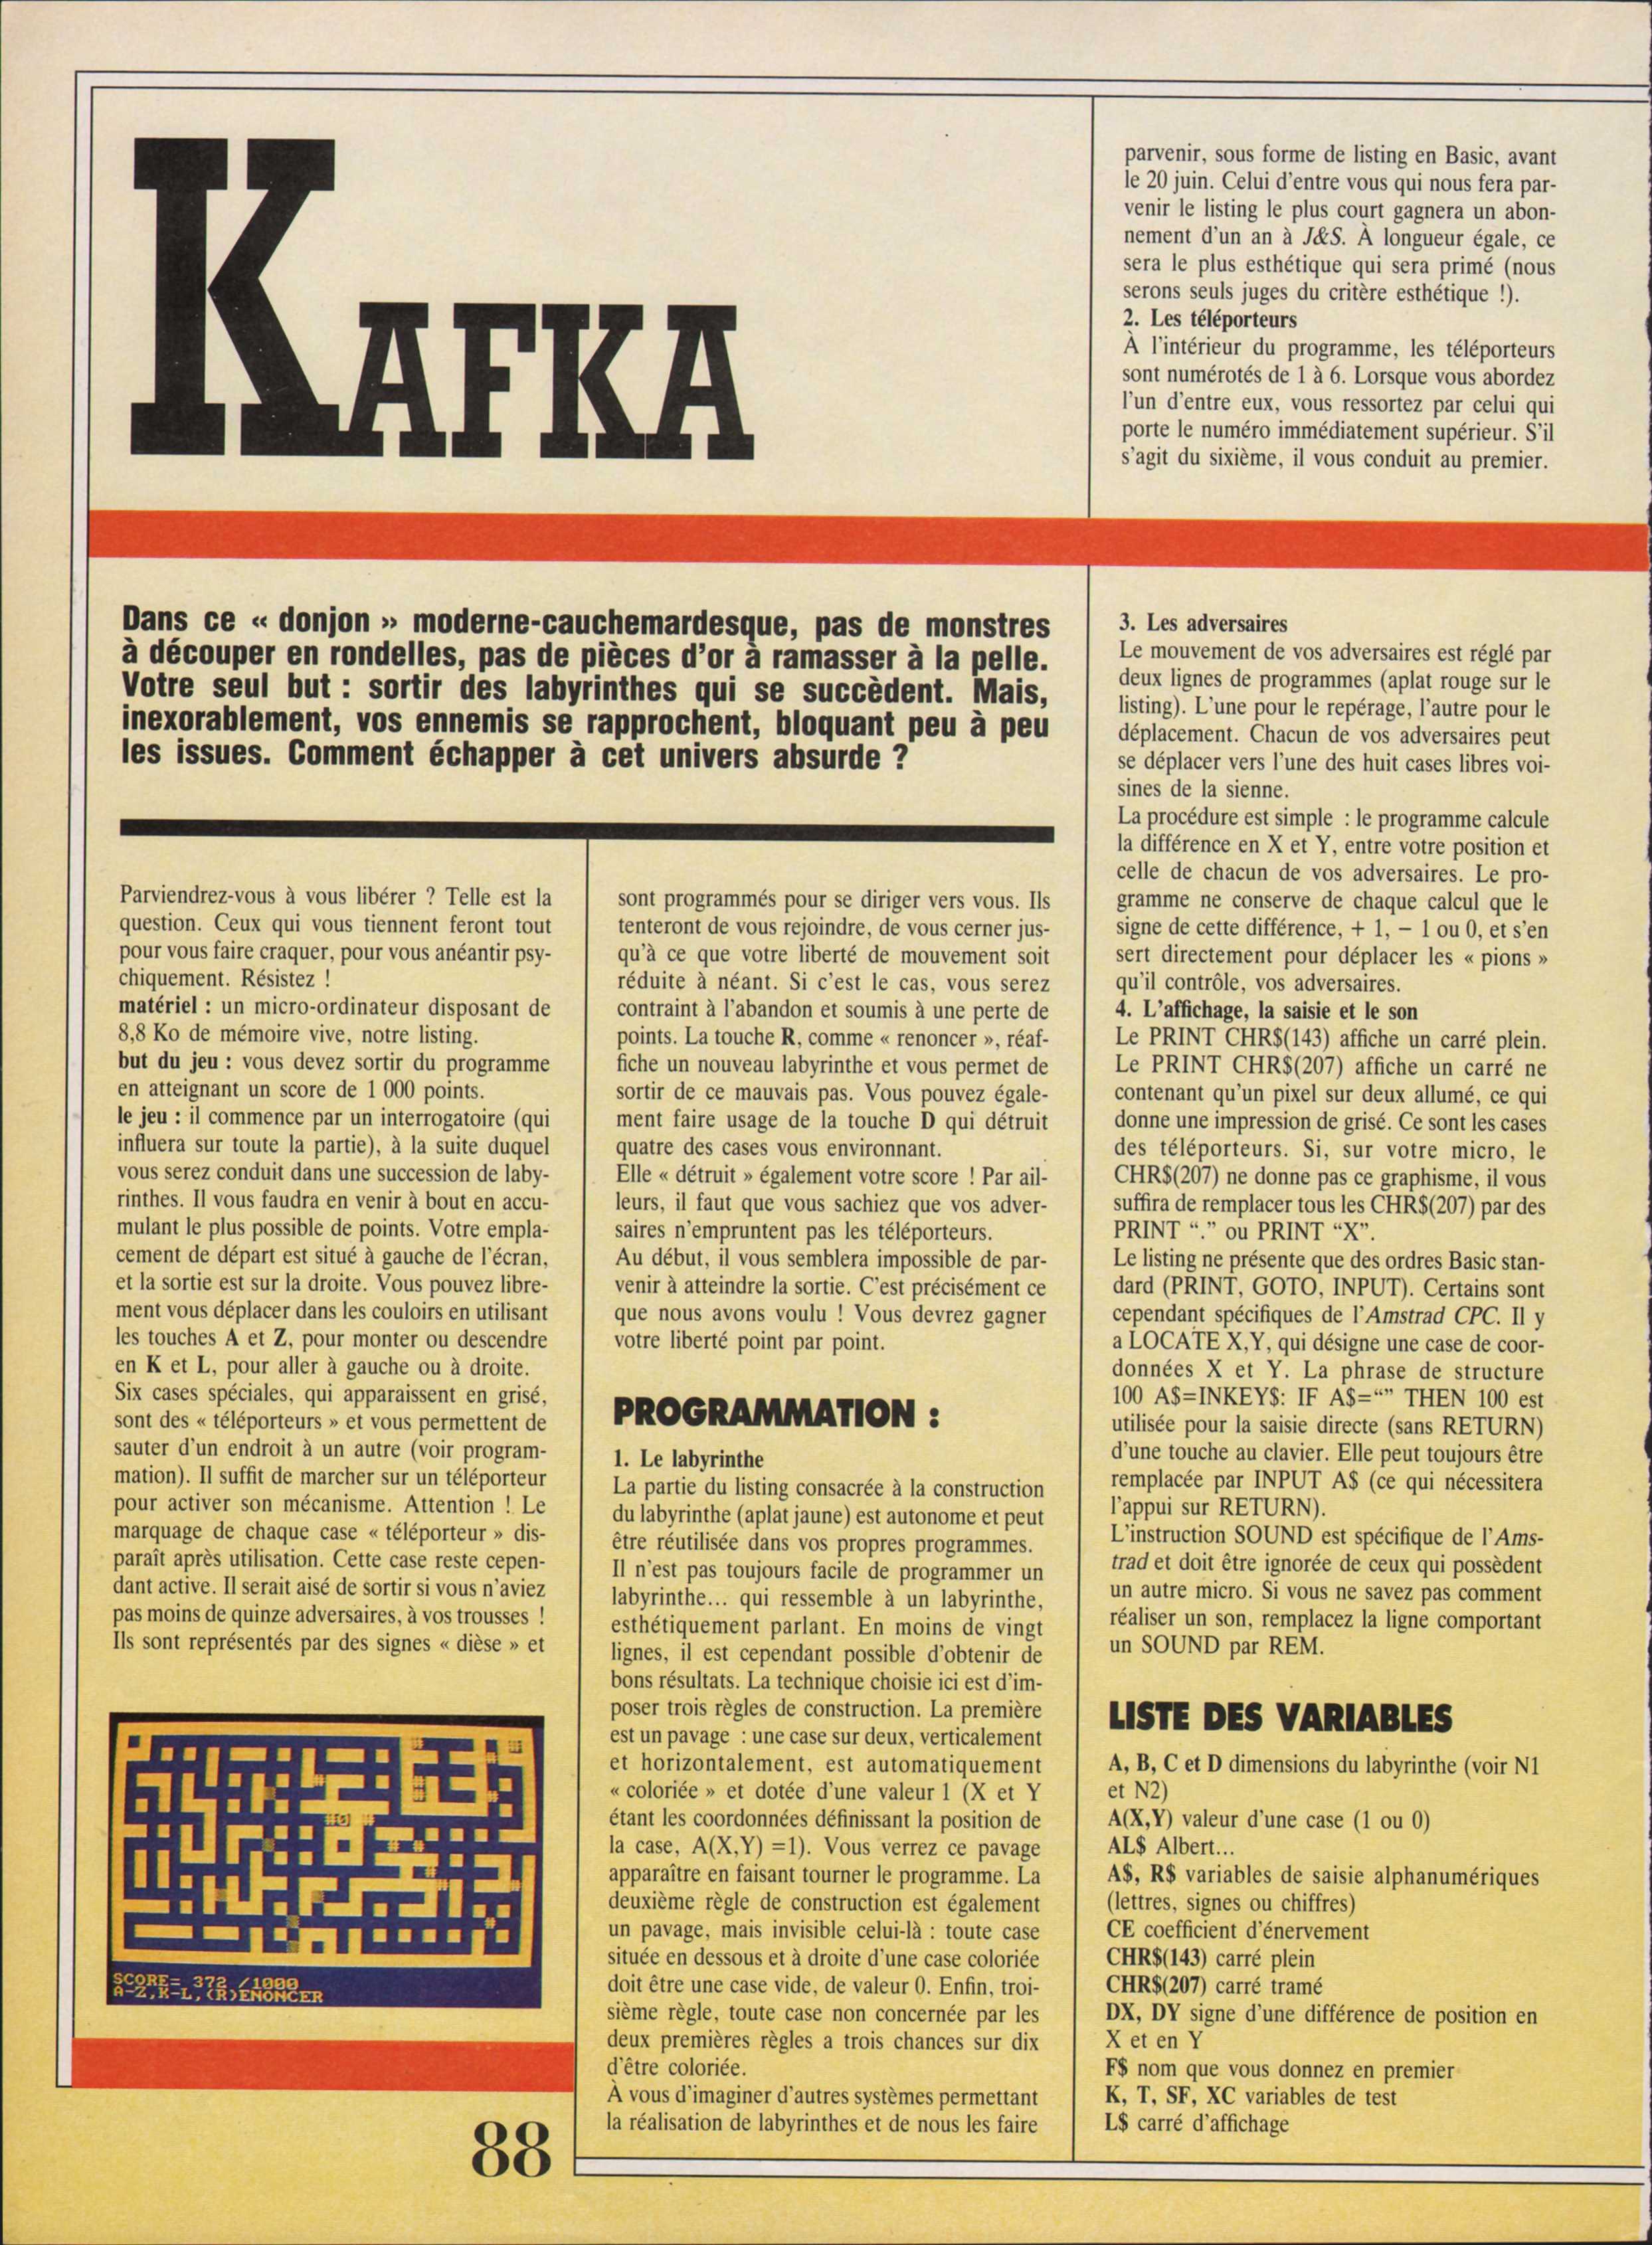 KAFKA
Dans ce « donjon » moderne-cauchemardesque, pas de monstres
à découper en rondelles, pas de pièces d'or à ramasser à la pelle.
Votre seul but : sortir des labyrinthes qui se succèdent. Mais,
inexorablement, vos ennemis se rapprochent, bloquant peu à peu
les issues. Comment échapper à cet univers absurde ?
Parviendrez-vous à vous libérer ? Telle est la
question. Ceux qui vous tiennent feront tout
pour vous faire craquer, pour vous anéantir psy-
chiquement. Résistez !
matériel : un micro-ordinateur disposant de
8,8 Ko de mémoire vive, notre listing.
but du jeu : vous devez sortir du programme
en atteignant un score de 1 000 points.
le jeu : il commence par un interrogatoire (qui
influera sur toute la partie), à la suite duquel
vous serez conduit dans une succession de laby-
rinthes. Il vous faudra en venir à bout en accu-
mulant le plus possible de points. Votre empla-
cement de départ est situé à gauche de l'écran,
et la sortie est sur la droite. Vous pouvez libre-
ment vous déplacer dans les couloirs en utilisant
les touches A et Z, pour monter ou descendre
en K et L, pour aller à gauche ou à droite.
Six cases spéciales, qui apparaissent en grisé,
sont des « téléporteurs » et vous permettent de
sauter d'un endroit à un autre (voir program-
mation). Il suffit de marcher sur un téléporteur
pour activer son mécanisme. Attention ! Le
marquage de chaque case « téléporteur » dis-
paraît après utilisation. Cette case reste cepen-
dant active. Il serait aisé de sortir si vous n'aviez
pas moins de quinze adversaires, à vos trousses !
Ils sont représentés par des signes « dièse » et
SCORE= 372 /1000
A-Z,K-L,(R)ENONCER
88
sont programmés pour se diriger vers vous. Ils
tenteront de vous rejoindre, de vous cerner jus-
qu'à ce que votre liberté de mouvement soit
réduite à néant. Si c'est le cas, vous serez
contraint à l'abandon et soumis à une perte de
points. La touche R, comme « renoncer », réaf-
fiche un nouveau labyrinthe et vous permet de
sortir de ce mauvais pas. Vous pouvez égale-
ment faire usage de la touche D qui détruit
quatre des cases vous environnant.
Elle « détruit » également votre score ! Par ail-
leurs, il faut que vous sachiez que vos adver-
saires n'empruntent pas les téléporteurs.
Au début, il vous semblera impossible de par-
venir à atteindre la sortie. C'est précisément ce
que nous avons voulu ! Vous devrez gagner
votre liberté point par point.
PROGRAMMATION :
1. Le labyrinthe
La partie du listing consacrée à la construction
du labyrinthe (aplat jaune) est autonome et peut
être réutilisée dans vos propres programmes.
Il n'est pas toujours facile de programmer un
labyrinthe... qui ressemble à un labyrinthe,
esthétiquement parlant. En moins de vingt
lignes, il est cependant possible d'obtenir de
bons résultats. La technique choisie ici est d'im-
poser trois règles de construction. La première
est un pavage : une case sur deux, verticalement
et horizontalement, est automatiquement
« coloriée » et dotée d'une valeur 1 (X et Y
étant les coordonnées définissant la position de
la case, A(X,Y) =1). Vous verrez ce pavage
apparaître en faisant tourner le programme. La
deuxième règle de construction est également
un pavage, mais invisible celui-là : toute case
située en dessous et à droite d'une case coloriée
doit être une case vide, de valeur 0. Enfin, troi-
sième règle, toute case non concernée par les
deux premières règles a trois chances sur dix
d'être coloriée.
À vous d'imaginer d'autres systèmes permettant
la réalisation de labyrinthes et de nous les faire
parvenir, sous forme de listing en Basic, avant
le 20 juin. Celui d'entre vous qui nous fera par-
venir le listing le plus court gagnera un abon-
nement d'un an à J&S. À longueur égale, ce
sera le plus esthétique qui sera primé (nous
serons seuls juges du critère esthétique !).
2. Les téléporteurs
À l'intérieur du programme, les téléporteurs
sont numérotés de 1 à 6. Lorsque vous abordez
l'un d'entre eux, vous ressortez par celui qui
porte le numéro immédiatement supérieur. S'il
s'agit du sixième, il vous conduit au premier.
3. Les adversaires
Le mouvement de vos adversaires est réglé par
deux lignes de programmes (aplat rouge sur le
listing). L'une pour le repérage, l'autre pour le
déplacement. Chacun de vos adversaires peut
se déplacer vers l'une des huit cases libres voi-
sines de la sienne.
La procédure est simple : le programme calcule
la différence en X et Y, entre votre position et
celle de chacun de vos adversaires. Le pro-
gramme ne conserve de chaque calcul que le
signe de cette différence, + 1, − 1 ou 0, et s'en
sert directement pour déplacer les « pions »
qu'il contrôle, vos adversaires.
4. L'affichage, la saisie et le son
Le PRINT CHR$(143) affiche un carré plein.
Le PRINT CHR$(207) affiche un carré ne
contenant qu'un pixel sur deux allumé, ce qui
donne une impression de grisé. Ce sont les cases
des téléporteurs. Si, sur votre micro, le
CHR$(207) ne donne pas ce graphisme, il vous
suffira de remplacer tous les CHR$(207) par des
PRINT “.” ou PRINT “X”.
Le listing ne présente que des ordres Basic stan-
dard (PRINT, GOTO, INPUT). Certains sont
cependant spécifiques de l'Amstrad CPC. Il y
a LOCATE X,Y, qui désigne une case de coor-
données X et Y. La phrase de structure
100 A$=INKEY$: IF A$=“” THEN 100 est
utilisée pour la saisie directe (sans RETURN)
d'une touche au clavier. Elle peut toujours être
remplacée par INPUT A$ (ce qui nécessitera
l'appui sur RETURN).
L'instruction SOUND est spécifique de l'Ams-
trad et doit être ignorée de ceux qui possèdent
un autre micro. Si vous ne savez pas comment
réaliser un son, remplacez la ligne comportant
un SOUND par REM.
LISTE DES VARIABLES
A, B, C et D dimensions du labyrinthe (voir N1
et N2)
A(X,Y) valeur d'une case (1 ou 0)
AL$ Albert...
A$, R$ variables de saisie alphanumériques
(lettres, signes ou chiffres)
CE coefficient d'énervement
CHR$(143) carré plein
CHR$(207) carré tramé
DX, DY signe d'une différence de position en
X et en Y
F$ nom que vous donnez en premier
K, T, SF, XC variables de test
L$ carré d'affichage